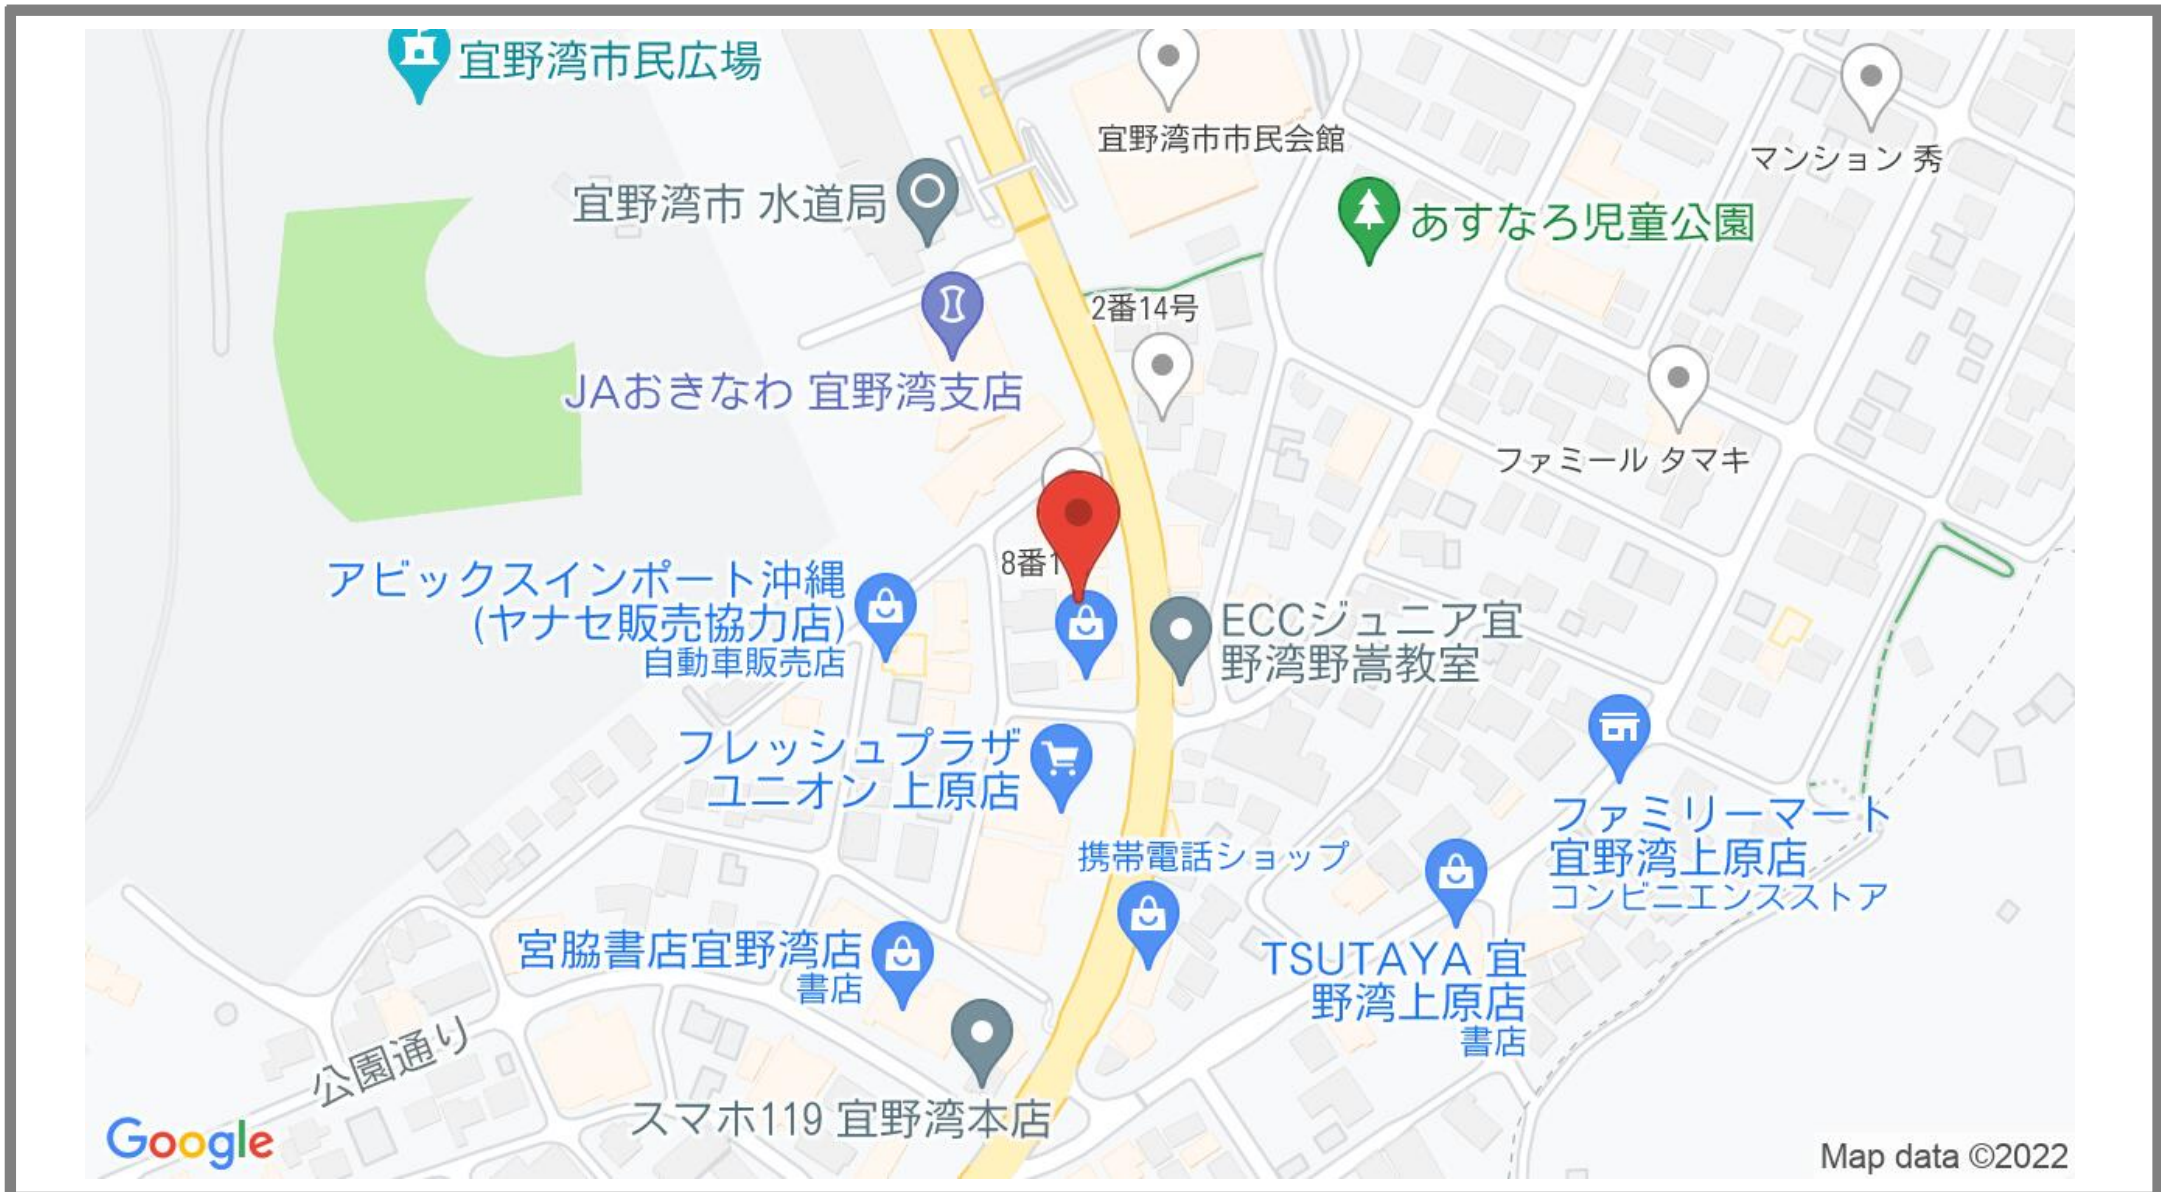 宜野湾市民広場
宜野湾市市民会館
マンション 秀
宜野湾市 水道局
あすなろ児童公園
2番14号
JAおきなわ 宜野湾支店
ファミール タマキ
8番1
アビックスインポート沖縄
(ヤナセ販売協力店)
自動車販売店
ECCジュニア宜
野湾野嵩教室
フレッシュプラザ
ユニオン 上原店
ファミリーマート
宜野湾上原店
コンビニエンスストア
携帯電話ショップ
宮脇書店宜野湾店
書店
TSUTAYA 宜
野湾上原店
書店
公園通り
スマホ119 宜野湾本店
Google
Map data ©2022